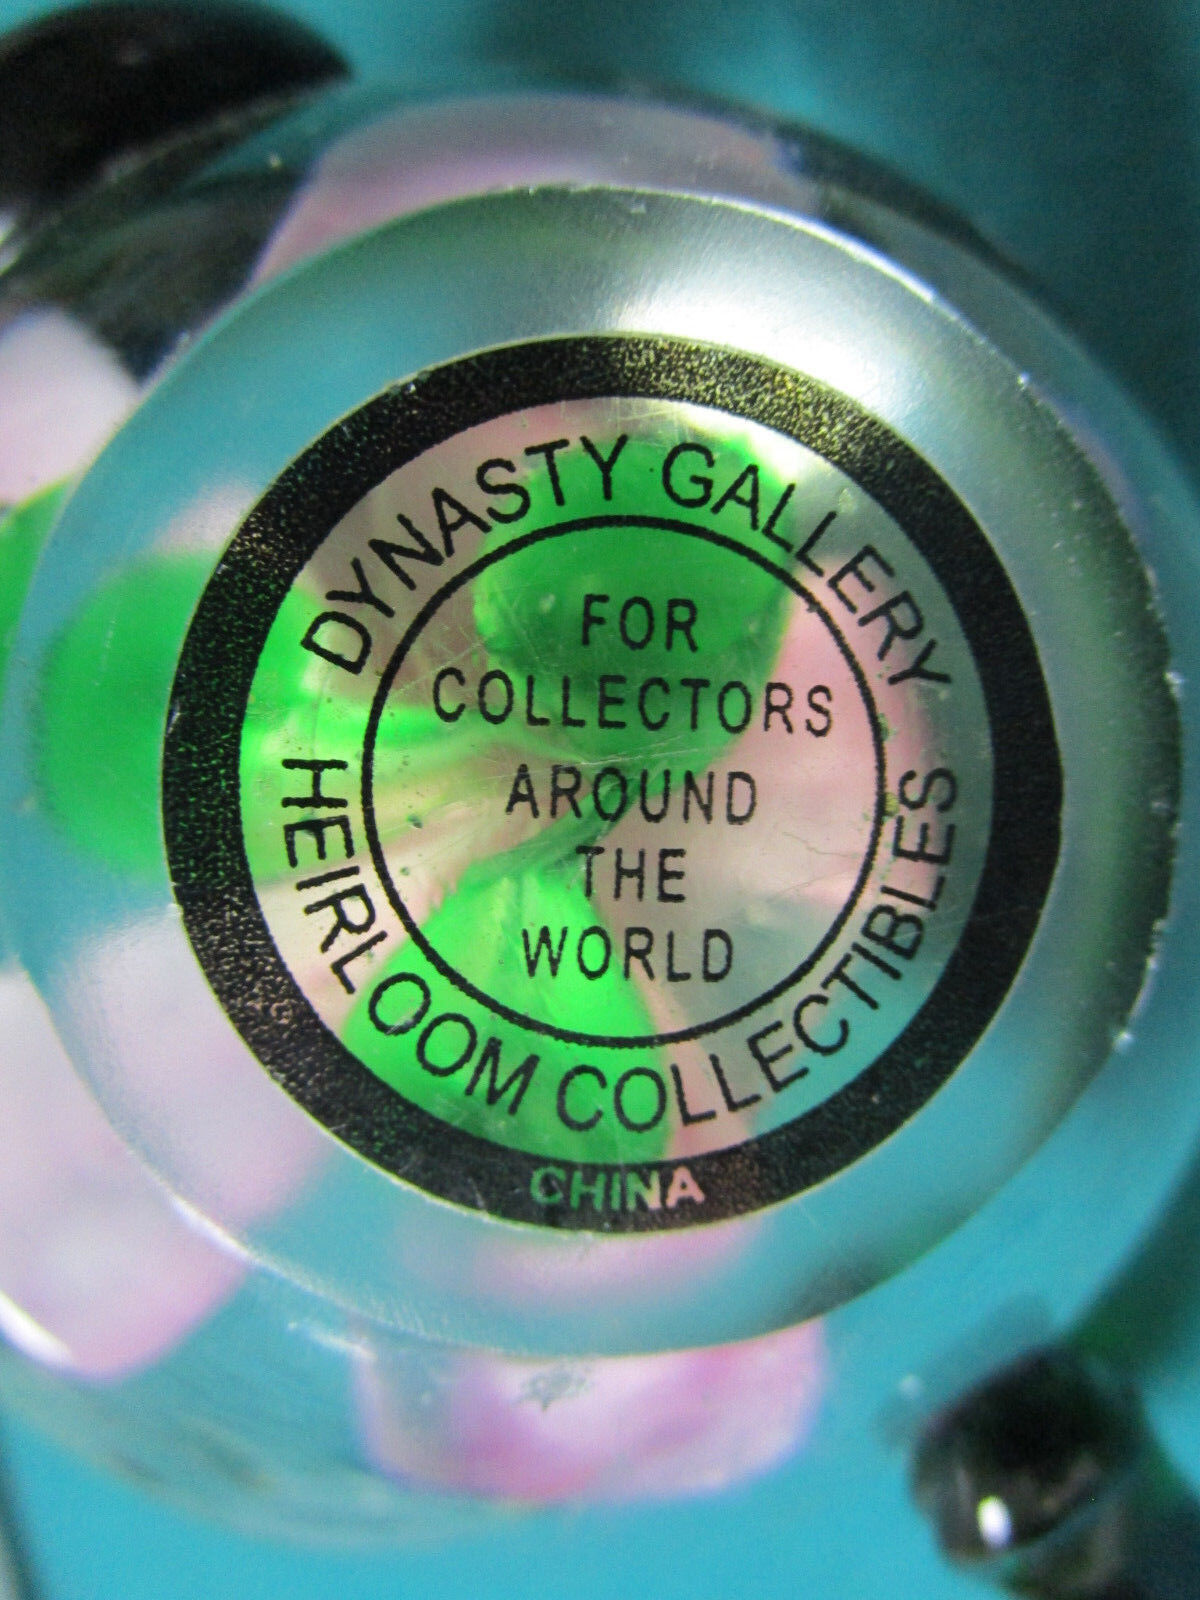 DYNASTY GALLERY
FOR
COLLECTORS
AROUND
THE
WORLD
HEIRLOOM COLLECTIBLES
CHINA